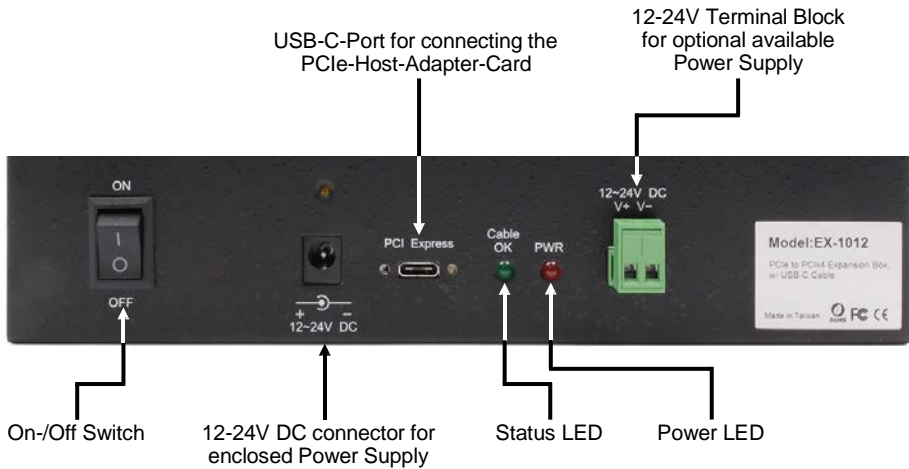 USB-C-Port for connecting the
PCIe-Host-Adapter-Card
12-24V Terminal Block
for optional available
Power Supply
ON
I
O
OFF
+ −
12~24V DC
PCI Express
Cable
OK
PWR
12~24V DC
V+ V−
Model:EX-1012
PCIe to PCIx4 Expansion Box,
w/ USB-C Cable
Made in Taiwan
RoHS
FC CE
On-/Off Switch
12-24V DC connector for
enclosed Power Supply
Status LED
Power LED